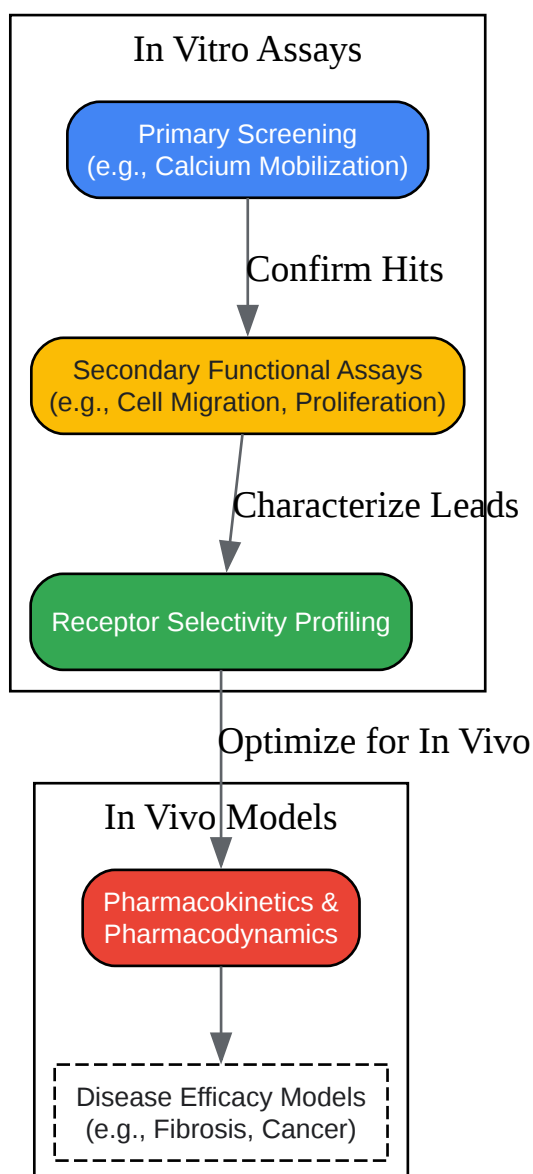 In Vitro Assays
Primary Screening
(e.g., Calcium Mobilization)
Confirm Hits
Secondary Functional Assays
(e.g., Cell Migration, Proliferation)
Characterize Leads
Receptor Selectivity Profiling
Optimize for In Vivo
In Vivo Models
Pharmacokinetics &
Pharmacodynamics
Disease Efficacy Models
(e.g., Fibrosis, Cancer)